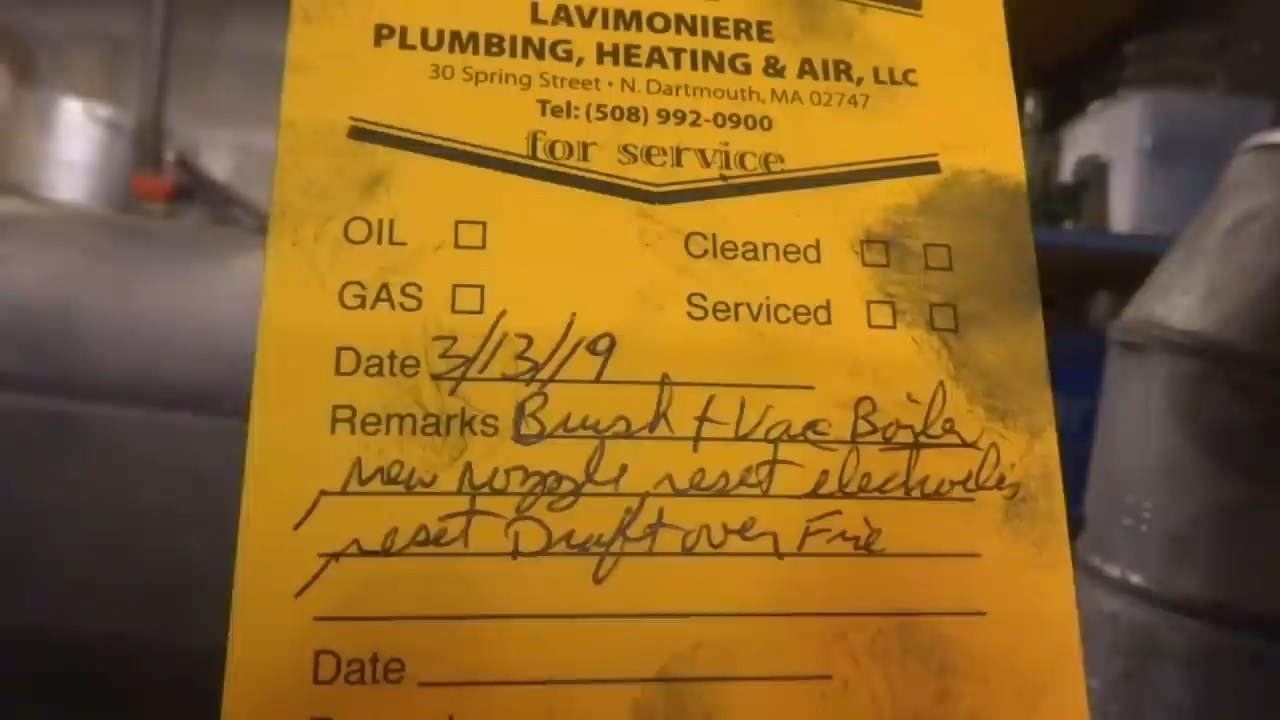 LAVIMONIERE
PLUMBING, HEATING & AIR, LLC
30 Spring Street • N. Dartmouth, MA 02747
Tel: (508) 992-0900
for service
OIL
Cleaned
GAS
Serviced
Date 3/13/19
Remarks Brush + Vac Boiler
new nozzle reset electrodes
reset Draft over Fire
Date